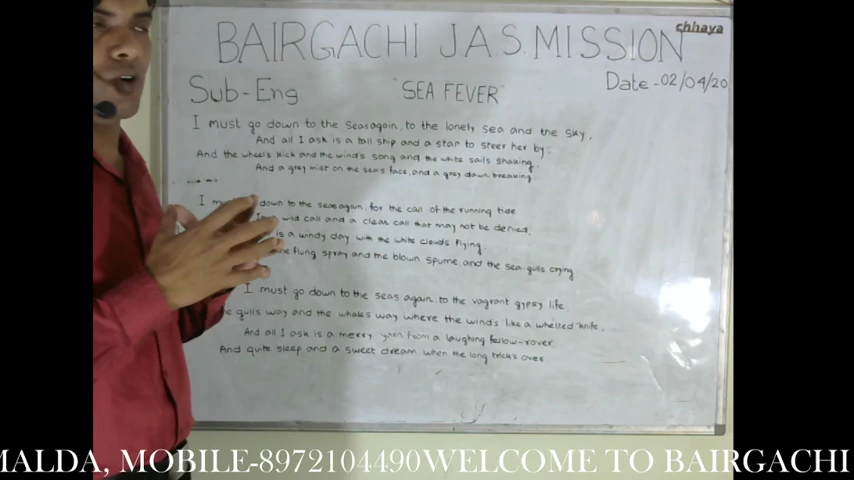 chhaya
BAIRGACHI J.A.S. MISSION
Sub-Eng "SEA FEVER" Date-02/04/20
I must go down to the seas again, to the lonely sea and the sky.
And all I ask is a tall ship and a star to steer her by
And the wheels kick and the wind's song and the white sails shaking,
And a grey mist on the sea's face, and a grey dawn breaking
I down to the seas again, for the call of the running tide
wild call and a clear call that may not be denied,
is a windy day with the white clouds flying
flung spray and the blown spume, and the sea-gulls crying
I must go down to the seas again, to the vagrant gypsy life,
gulls way and the whales way where the wind's like a whetted knife,
And all I ask is a merry yarn from a laughing fellow-rover
And quite sleep and a sweet dream when the long trick's over
MALDA, MOBILE-8972104490WELCOME TO BAIRGACHI